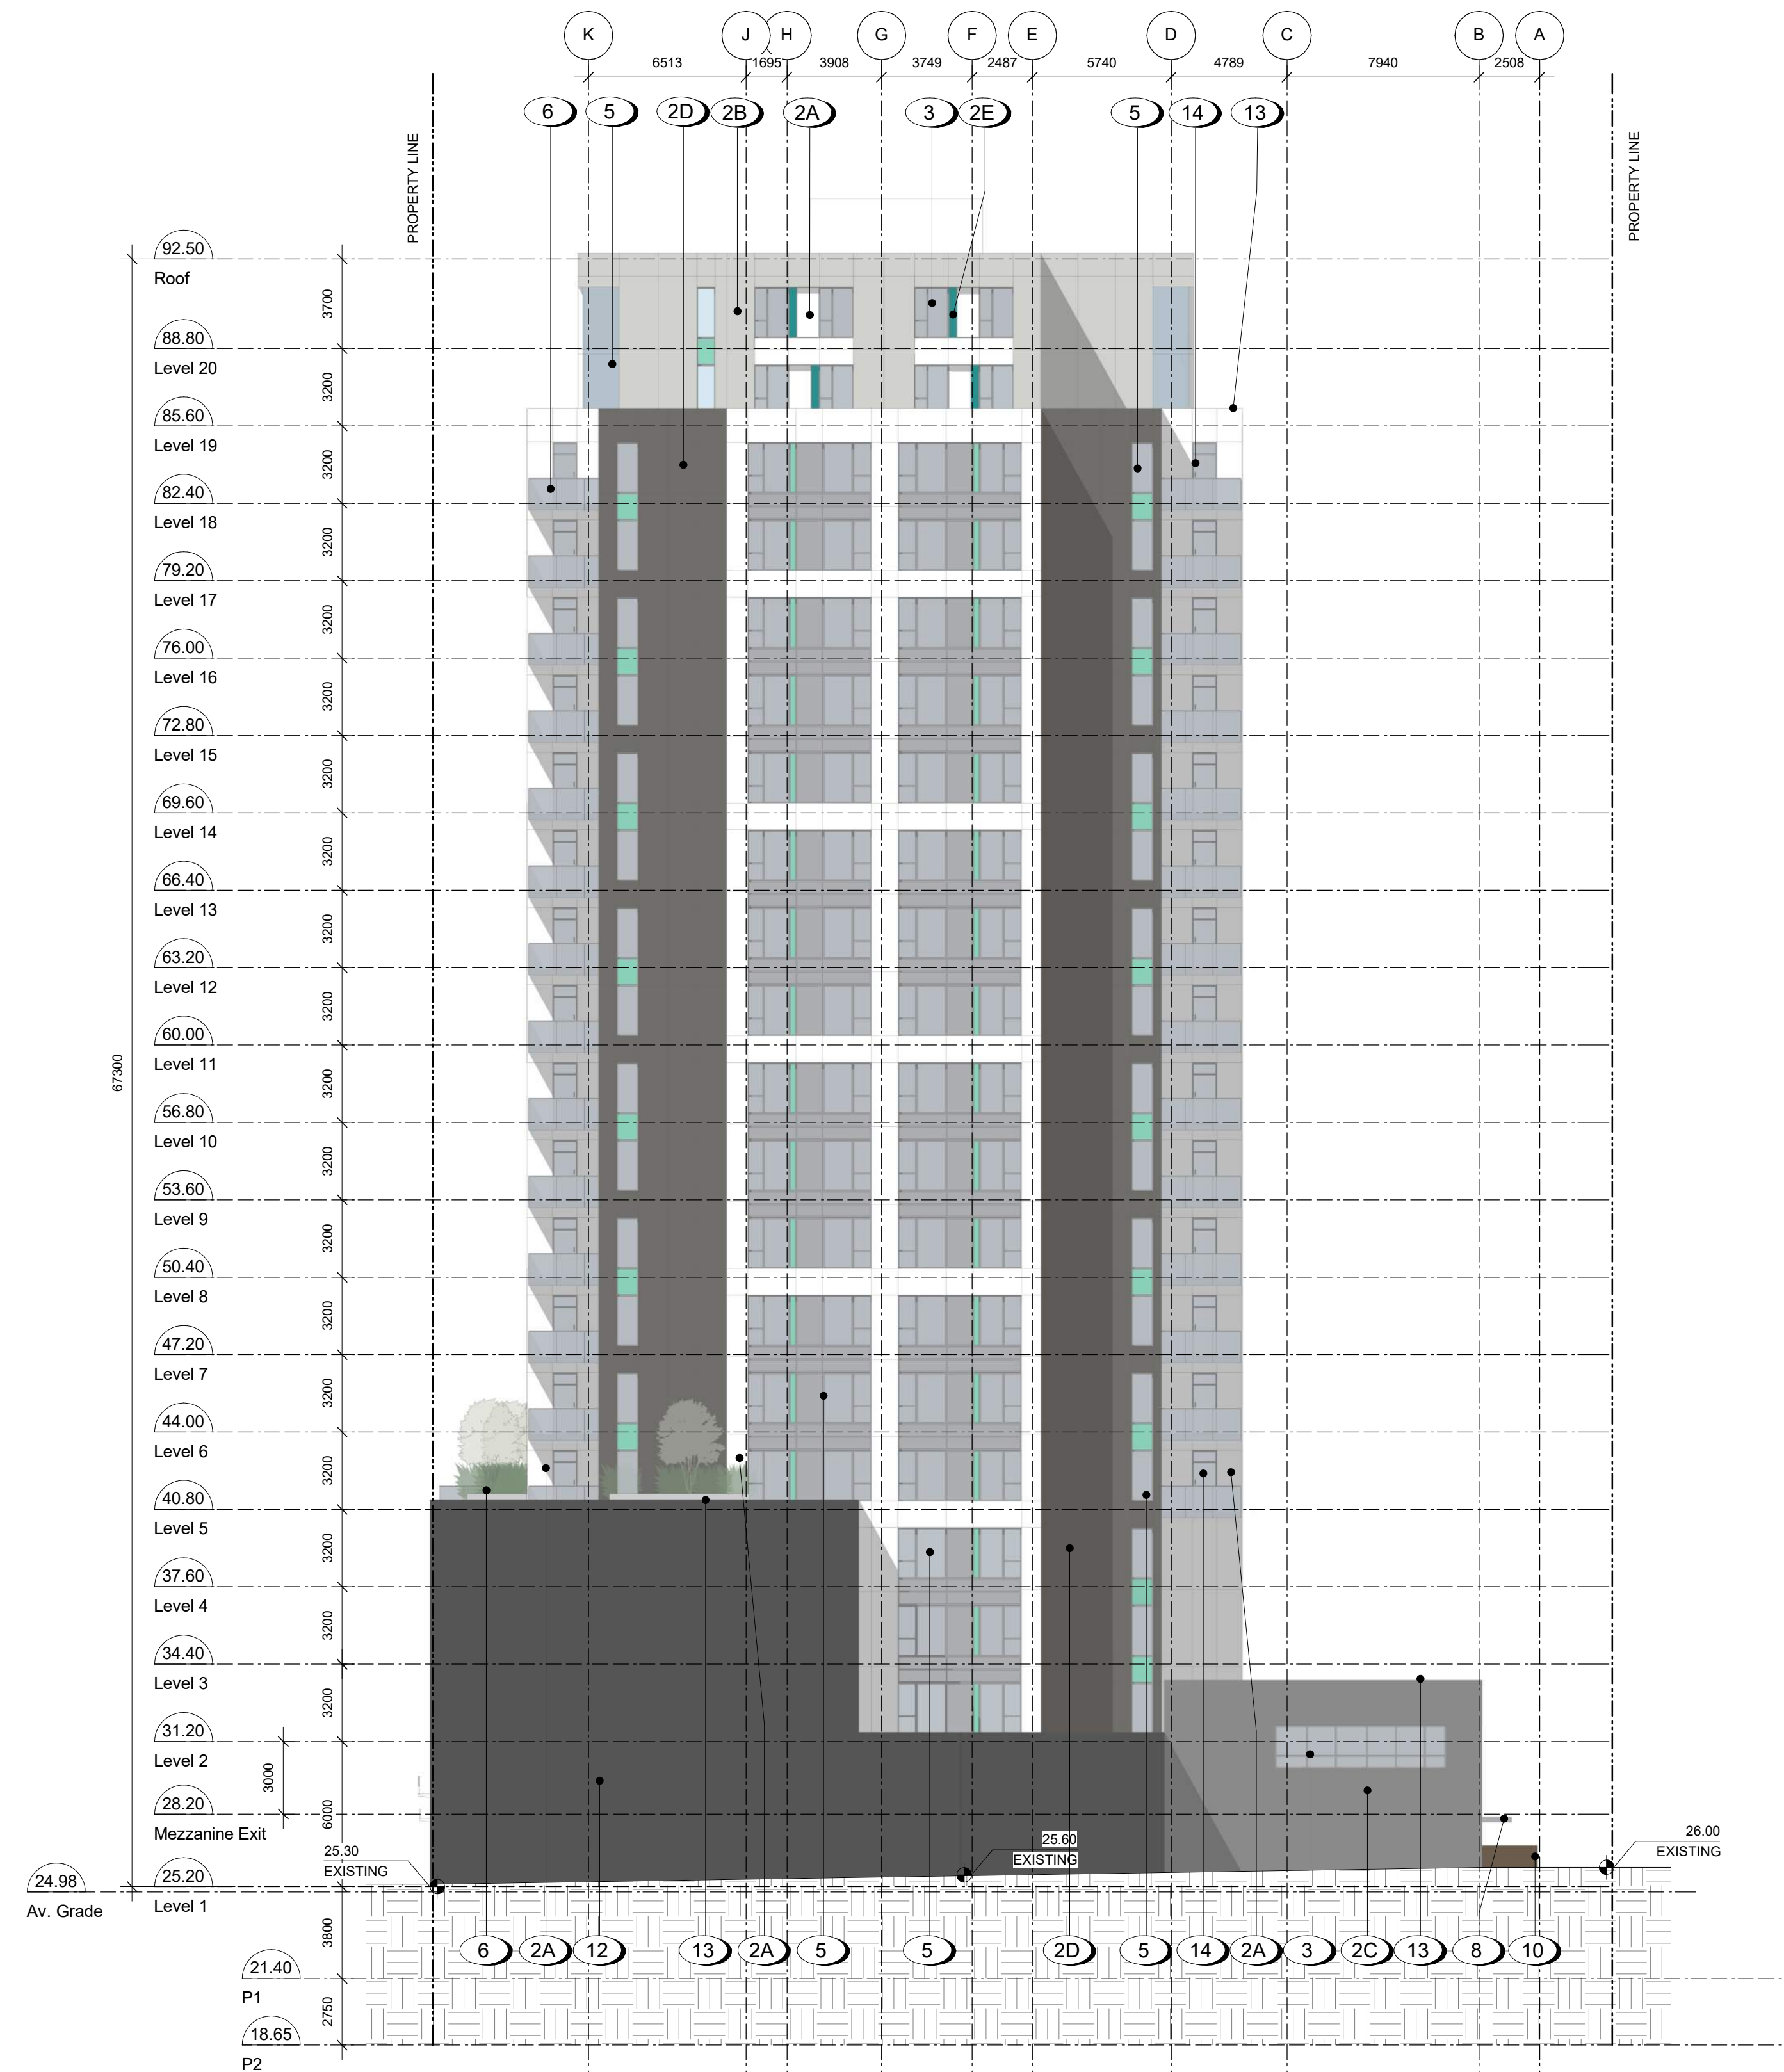 K J H G F E D C B A
6513 1695 3908 3749 2487 5740 4789 7940 2508
6 5 2D 2B 2A 3 2E 5 14 13
PROPERTY LINE
PROPERTY LINE
92.50
Roof
3700
88.80
Level 20
3200
85.60
Level 19
3200
82.40
Level 18
3200
79.20
Level 17
3200
76.00
Level 16
3200
72.80
Level 15
3200
69.60
Level 14
3200
66.40
Level 13
3200
63.20
Level 12
3200
60.00
Level 11
67300
3200
56.80
Level 10
3200
53.60
Level 9
3200
50.40
Level 8
3200
47.20
Level 7
3200
44.00
Level 6
3200
40.80
Level 5
3200
37.60
Level 4
3200
34.40
Level 3
3200
31.20
Level 2
3000
28.20
Mezzanine Exit
6000
25.30
EXISTING
25.60
EXISTING
26.00
EXISTING
24.98
Av. Grade
25.20
Level 1
3800
6 2A 12 13 2A 5 5 2D 5 14 2A 3 2C 13 8 10
21.40
P1
2750
18.65
P2